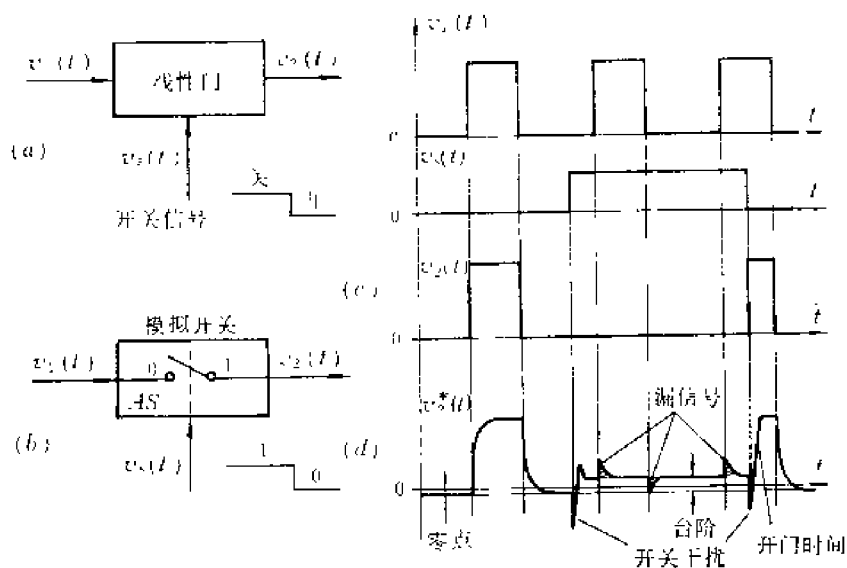 v₁(t)
v (t)
线性门
v₂(t)
(a)
vₛ(t)
关
开
开关信号
t
0
vₛ(t)
t
0
v₂(t)
(c)
t
0
模拟开关
v₁(t)
0
1
v₂(t)
AS
(b)
vₛ(t)
1
0
(d)
v₂*(t)
漏信号
t
0
零点
台阶
开关干扰
开门时间